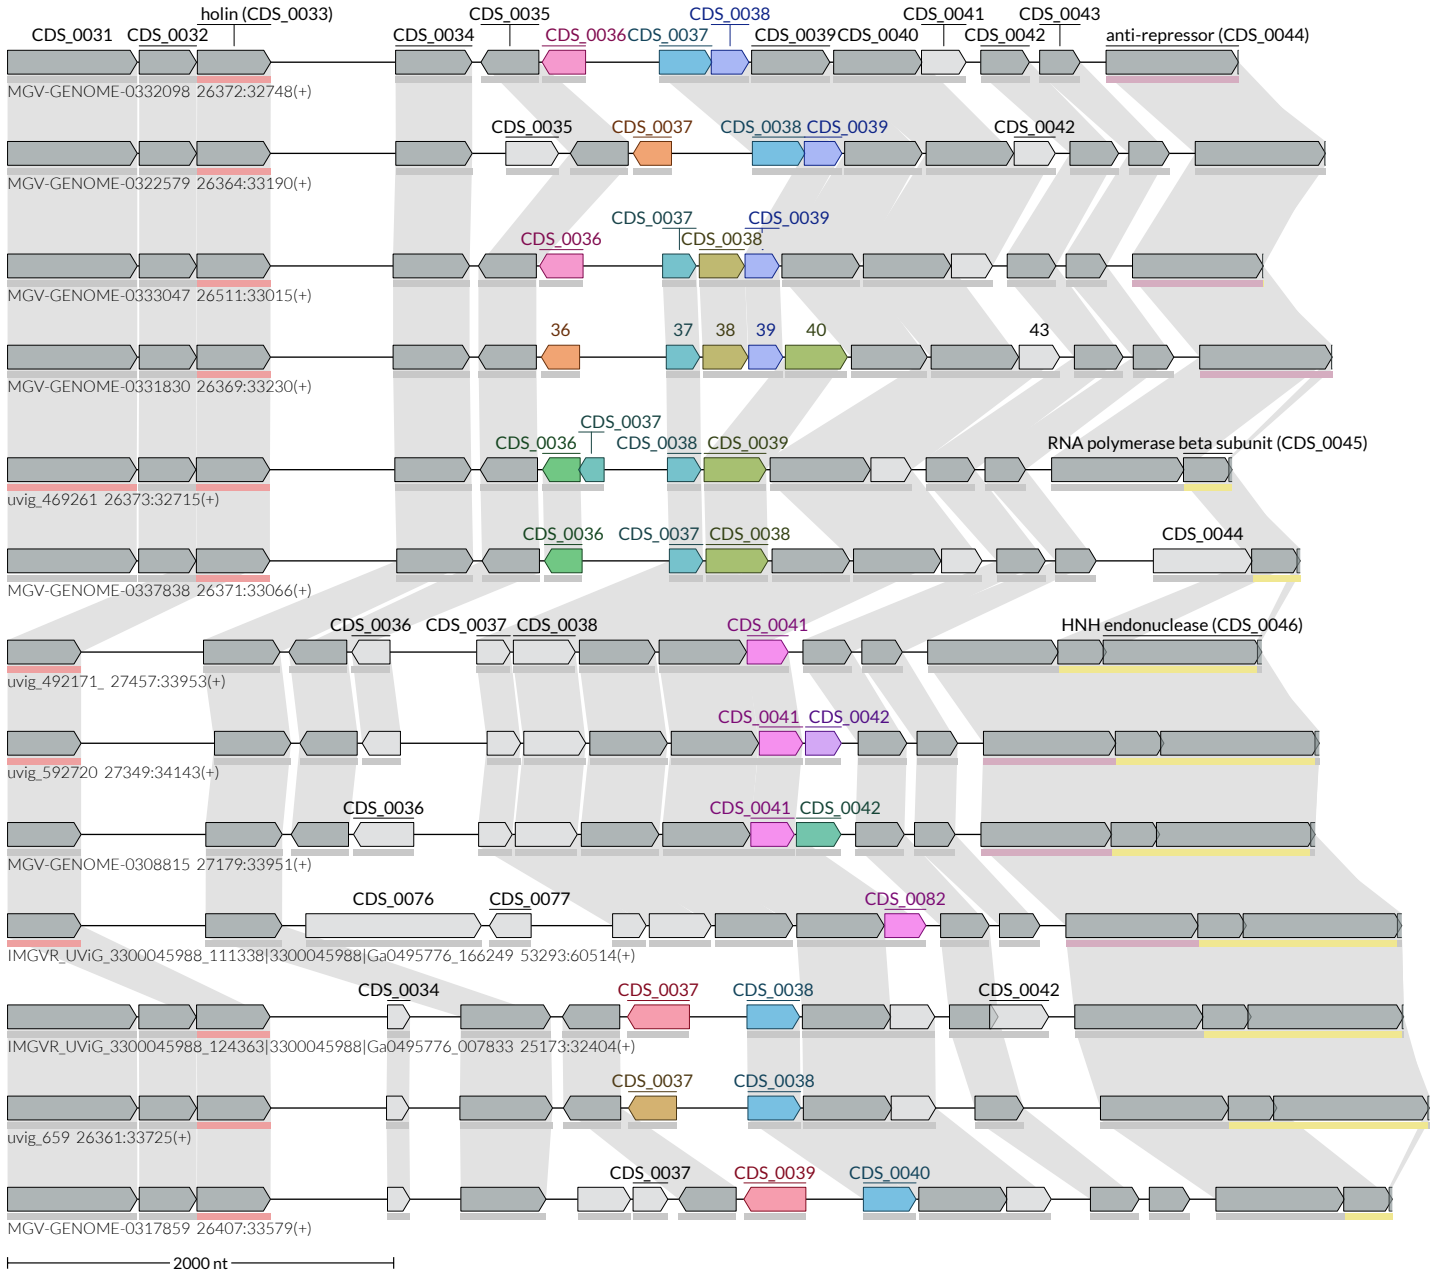 holin (CDS_0033) CDS_0035 CDS_0038 CDS_0041 CDS_0043
CDS_0031 CDS_0032 CDS_0034 CDS_0036 CDS_0037 CDS_0039 CDS_0040 CDS_0042 anti-repressor (CDS_0044)
MGV-GENOME-0332098 26372:32748(+)
CDS_0035 CDS_0037 CDS_0038 CDS_0039 CDS_0042
MGV-GENOME-0322579 26364:33190(+)
CDS_0037 CDS_0039
CDS_0036 CDS_0038
MGV-GENOME-0333047 26511:33015(+)
36 37 38 39 40 43
MGV-GENOME-0331830 26369:33230(+)
CDS_0037
CDS_0036 CDS_0038 CDS_0039 RNA polymerase beta subunit (CDS_0045)
uvig_469261 26373:32715(+)
CDS_0036 CDS_0037 CDS_0038 CDS_0044
MGV-GENOME-0337838 26371:33066(+)
CDS_0036 CDS_0037 CDS_0038 CDS_0041 HNH endonuclease (CDS_0046)
uvig_492171_ 27457:33953(+)
CDS_0041 CDS_0042
uvig_592720 27349:34143(+)
CDS_0036 CDS_0041 CDS_0042
MGV-GENOME-0308815 27179:33951(+)
CDS_0076 CDS_0077 CDS_0082
IMGVR_UViG_3300045988_111338|3300045988|Ga0495776_166249 53293:60514(+)
CDS_0034 CDS_0037 CDS_0038 CDS_0042
IMGVR_UViG_3300045988_124363|3300045988|Ga0495776_007833 25173:32404(+)
CDS_0037 CDS_0038
uvig_659 26361:33725(+)
CDS_0037 CDS_0039 CDS_0040
MGV-GENOME-0317859 26407:33579(+)
2000 nt